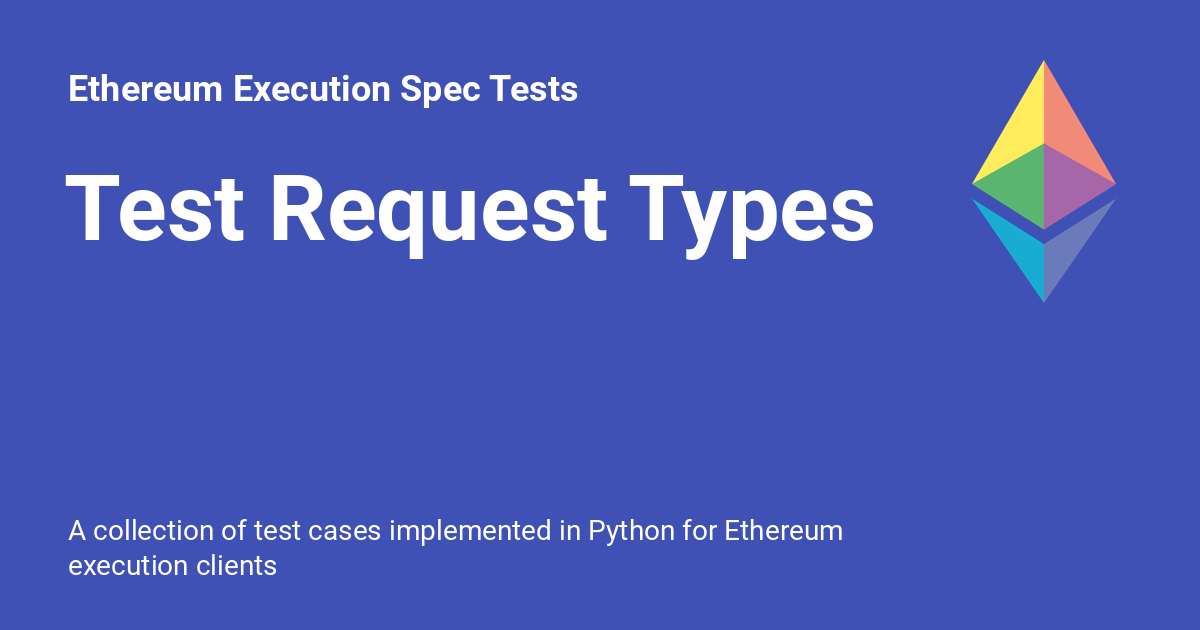 Ethereum Execution Spec Tests
Test Request Types
A collection of test cases implemented in Python for Ethereum
execution clients